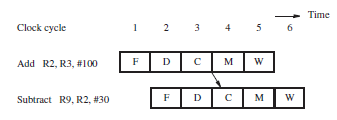 Time
Clock cycle 1 2 3 4 5 6
Add R2, R3, #100 F D C M W
Subtract R9, R2, #30 F D C M W